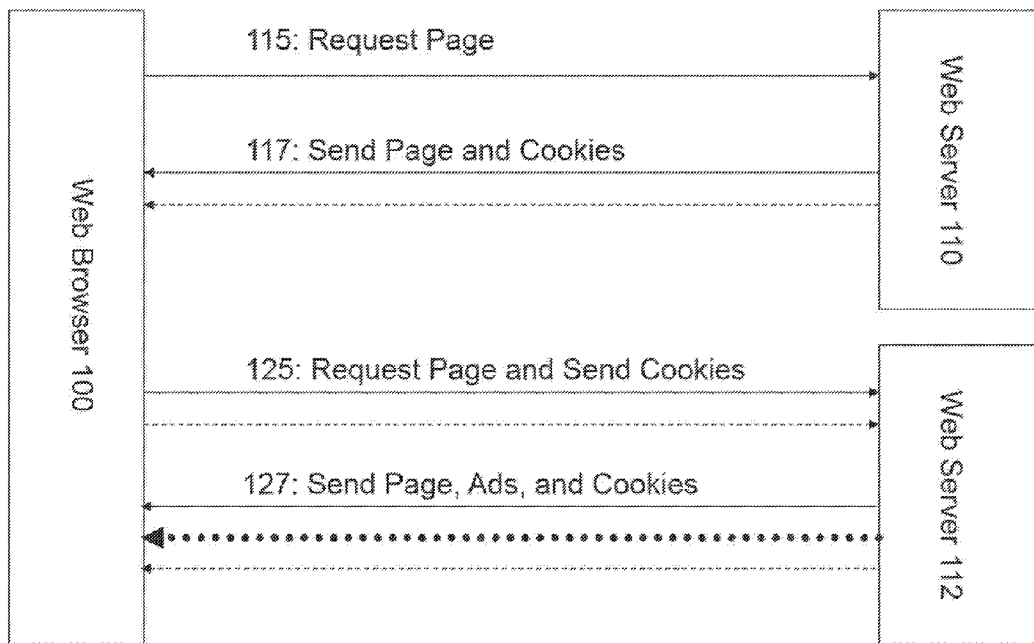 115: Request Page
117: Send Page and Cookies
Web Browser 100
Web Server 110
125: Request Page and Send Cookies
127: Send Page, Ads, and Cookies
Web Server 112